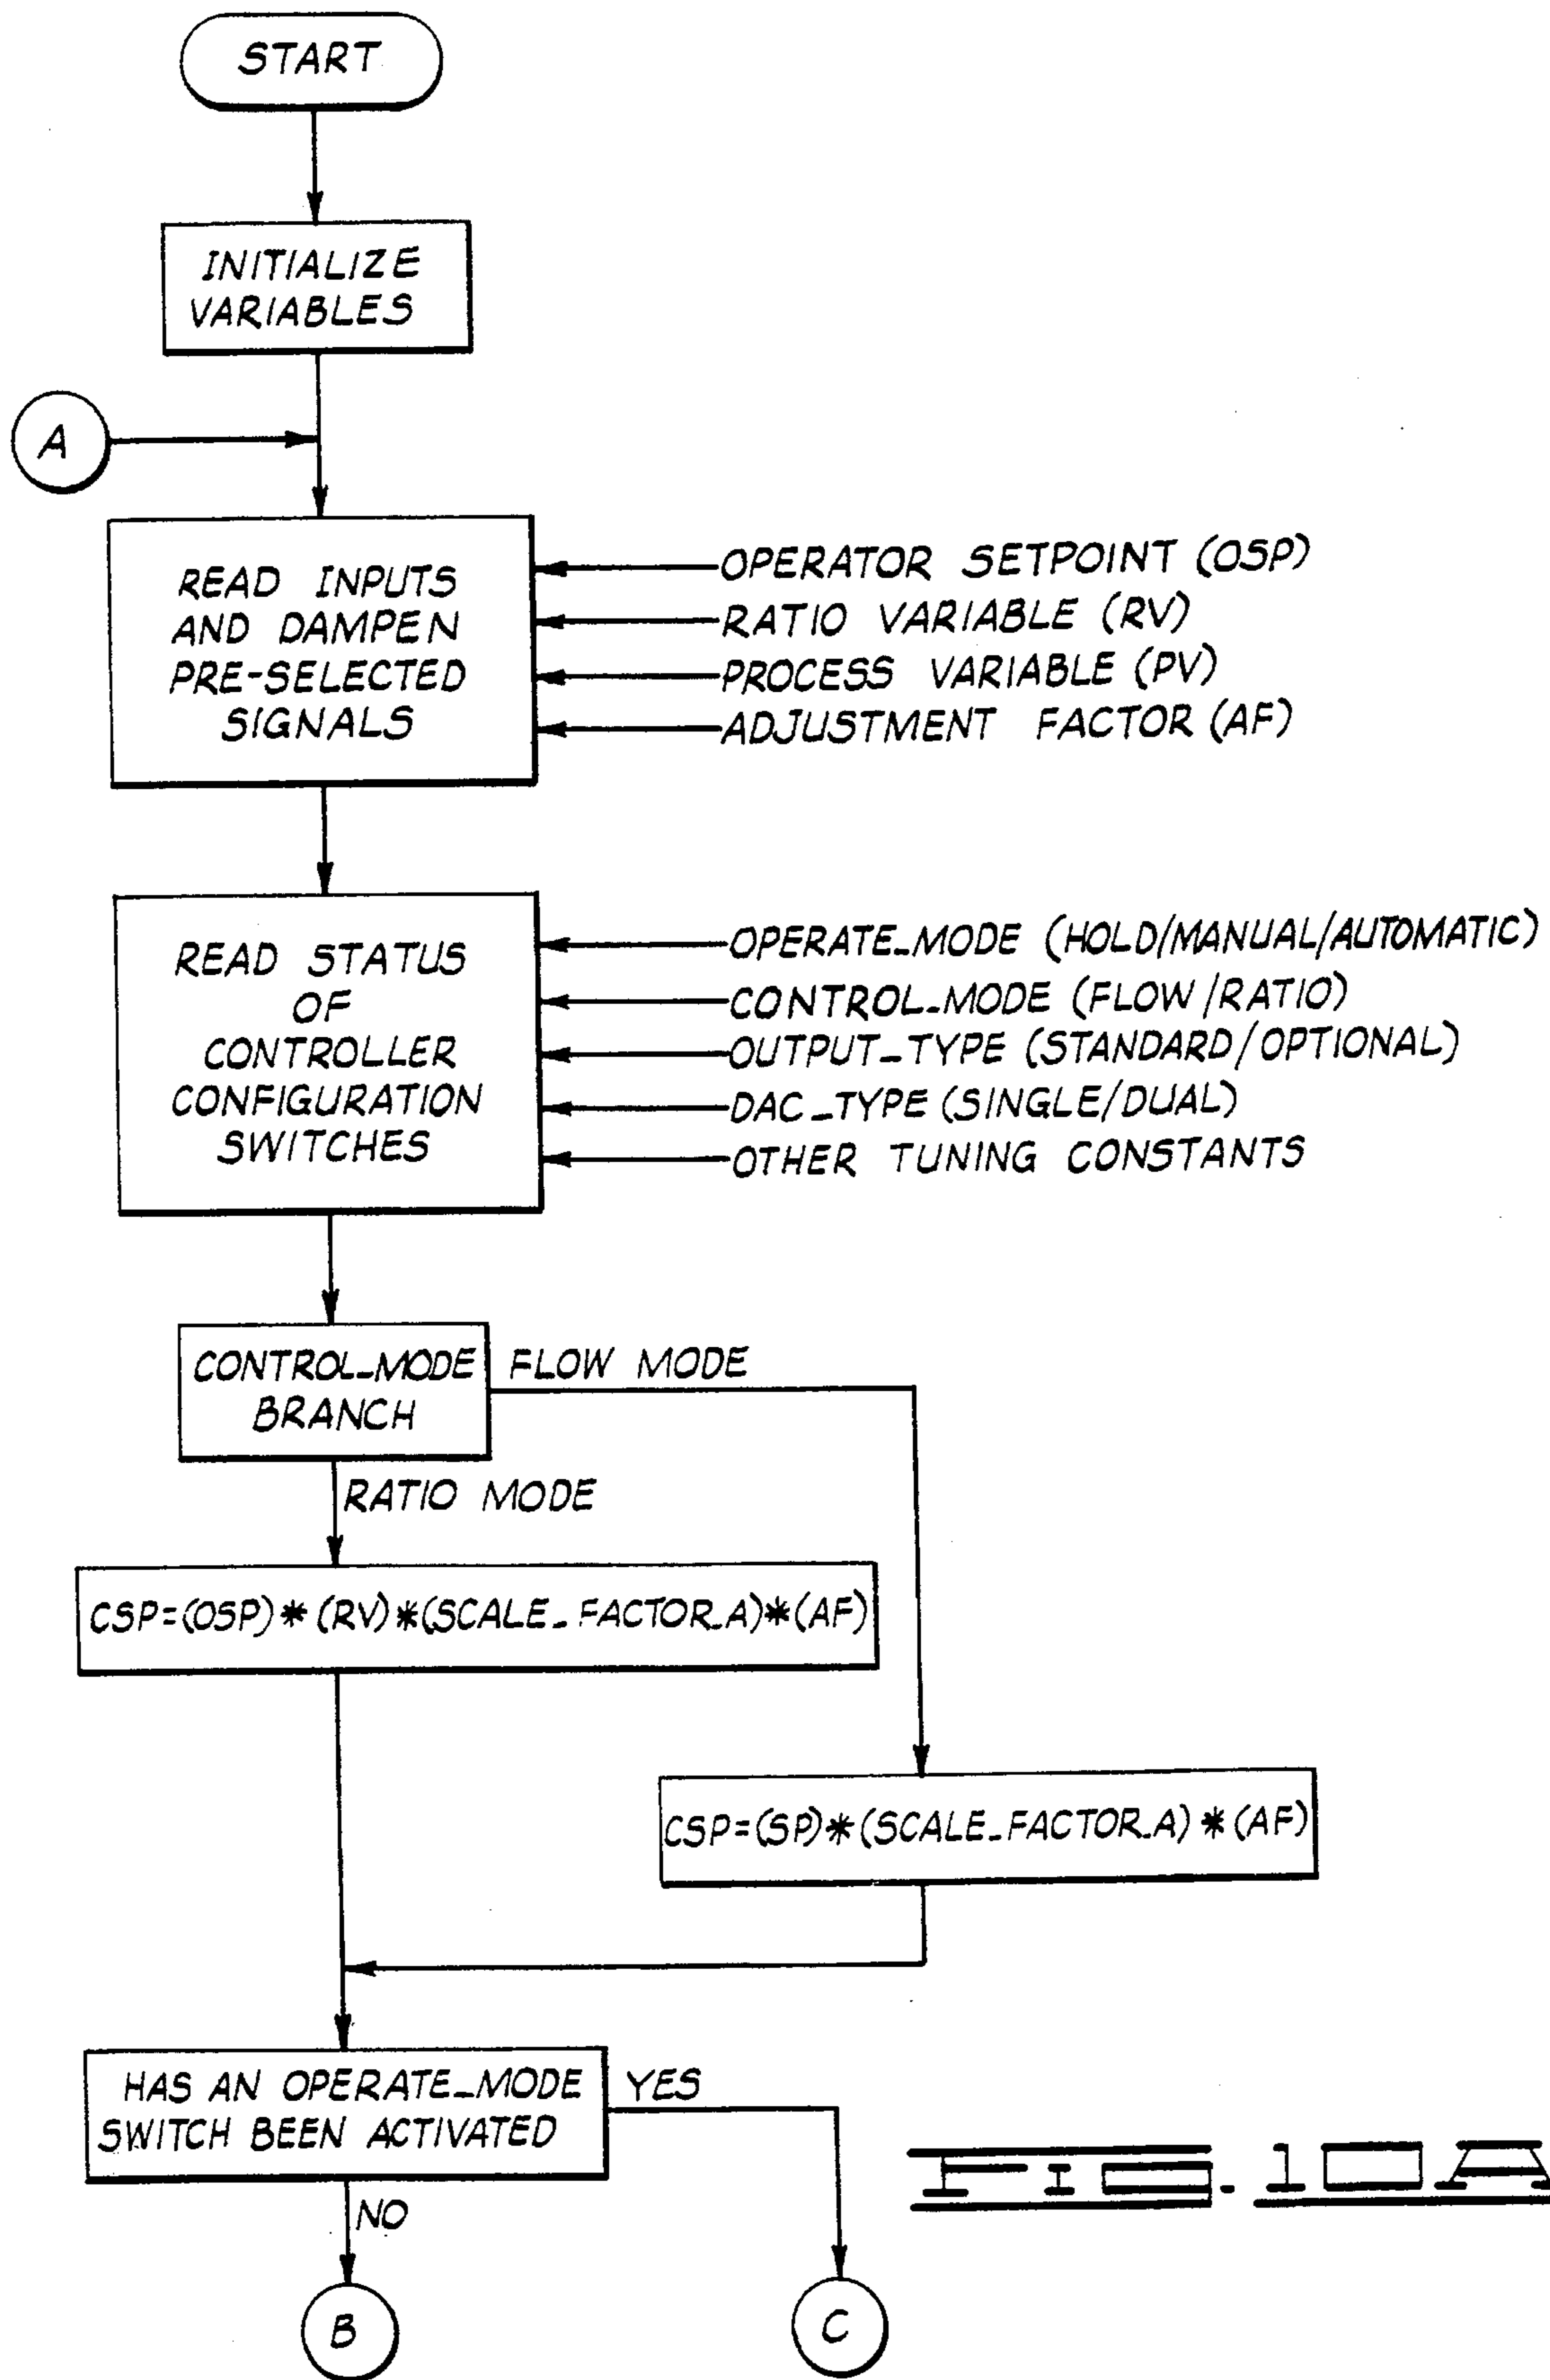 START
INITIALIZE
VARIABLES
A
READ INPUTS
AND DAMPEN
PRE-SELECTED
SIGNALS
OPERATOR SETPOINT (OSP)
RATIO VARIABLE (RV)
PROCESS VARIABLE (PV)
ADJUSTMENT FACTOR (AF)
READ STATUS
OF
CONTROLLER
CONFIGURATION
SWITCHES
OPERATE_MODE (HOLD/MANUAL/AUTOMATIC)
CONTROL_MODE (FLOW/RATIO)
OUTPUT_TYPE (STANDARD/OPTIONAL)
DAC_TYPE (SINGLE/DUAL)
OTHER TUNING CONSTANTS
CONTROL_MODE
BRANCH
FLOW MODE
RATIO MODE
CSP=(OSP)*(RV)*(SCALE_FACTOR_A)*(AF)
CSP=(SP)*(SCALE_FACTOR_A)*(AF)
HAS AN OPERATE_MODE
SWITCH BEEN ACTIVATED
YES
NO
B
C
FIG. 10A